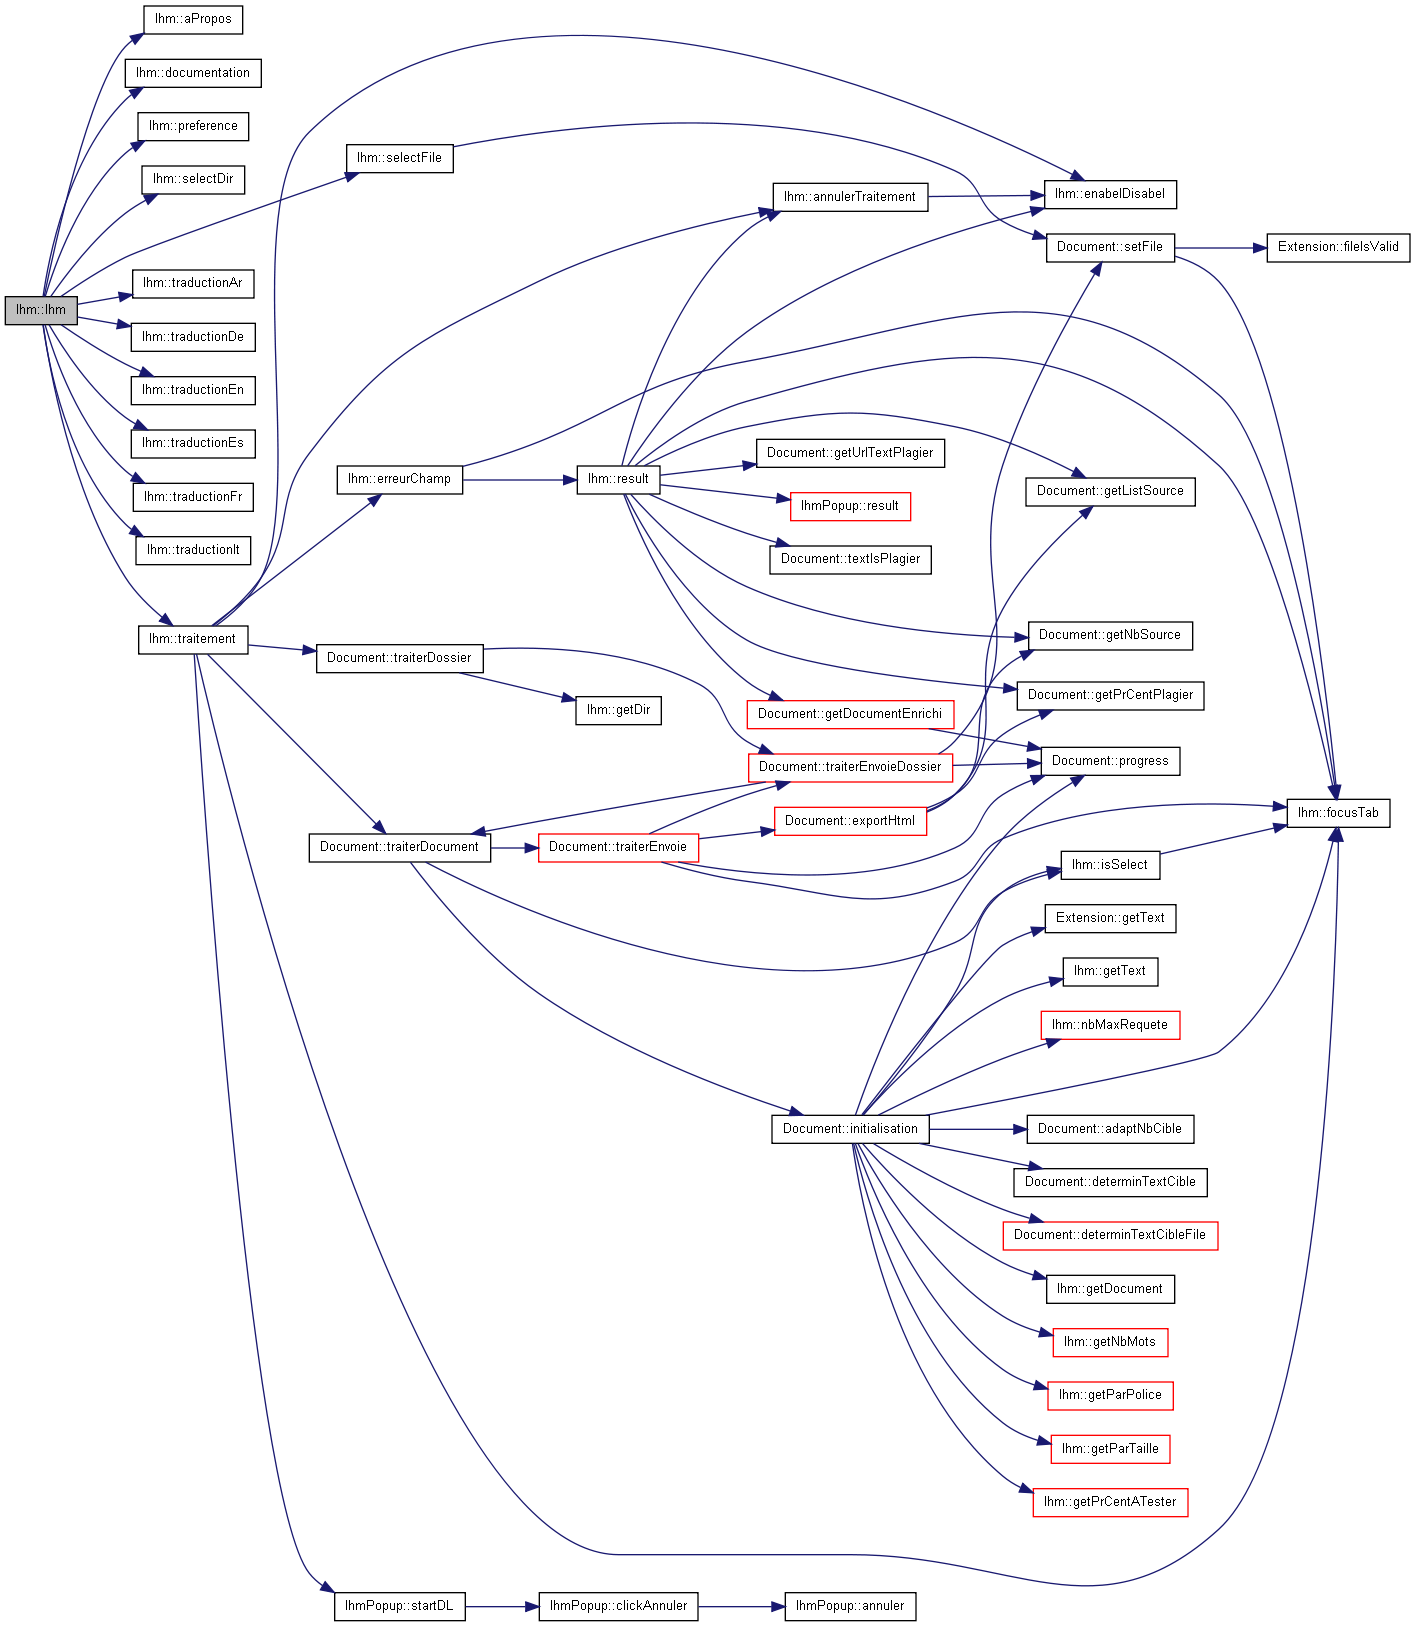 Ihm::aPropos
Ihm::documentation
Ihm::preference
Ihm::selectFile
Ihm::selectDir
Ihm::annulerTraitement
Ihm::enabelDisabel
Document::setFile
Extension::fileIsValid
Ihm::traductionAr
Ihm::Ihm
Ihm::traductionDe
Ihm::traductionEn
Ihm::traductionEs
Document::getUrlTextPlagier
Ihm::erreurChamp
Ihm::result
Document::getListSource
Ihm::traductionFr
IhmPopup::result
Ihm::traductionIt
Document::textIsPlagier
Document::getNbSource
Ihm::traitement
Document::traiterDossier
Document::getPrCentPlagier
Ihm::getDir
Document::getDocumentEnrichi
Document::progress
Document::traiterEnvoieDossier
Ihm::focusTab
Document::exportHtml
Document::traiterDocument
Document::traiterEnvoie
Ihm::isSelect
Extension::getText
Ihm::getText
Ihm::nbMaxRequete
Document::initialisation
Document::adaptNbCible
Document::determinTextCible
Document::determinTextCibleFile
Ihm::getDocument
Ihm::getNbMots
Ihm::getParPolice
Ihm::getParTaille
Ihm::getPrCentATester
IhmPopup::startDL
IhmPopup::clickAnnuler
IhmPopup::annuler